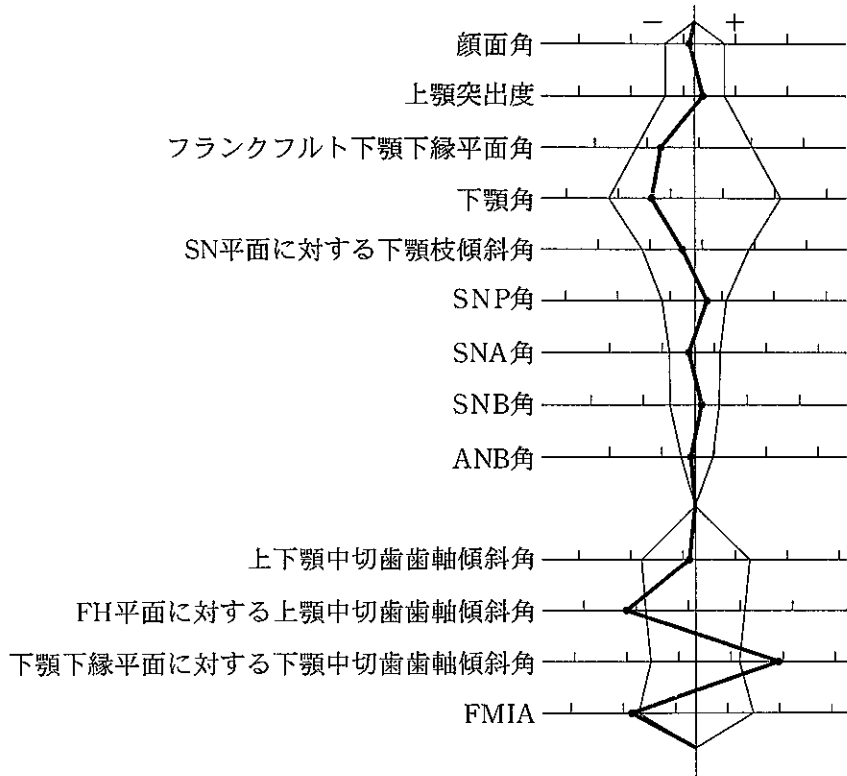 − +
顔面角
上顎突出度
フランクフルト下顎下縁平面角
下顎角
SN平面に対する下顎枝傾斜角
SNP角
SNA角
SNB角
ANB角
上下顎中切歯歯軸傾斜角
FH平面に対する上顎中切歯歯軸傾斜角
下顎下縁平面に対する下顎中切歯歯軸傾斜角
FMIA